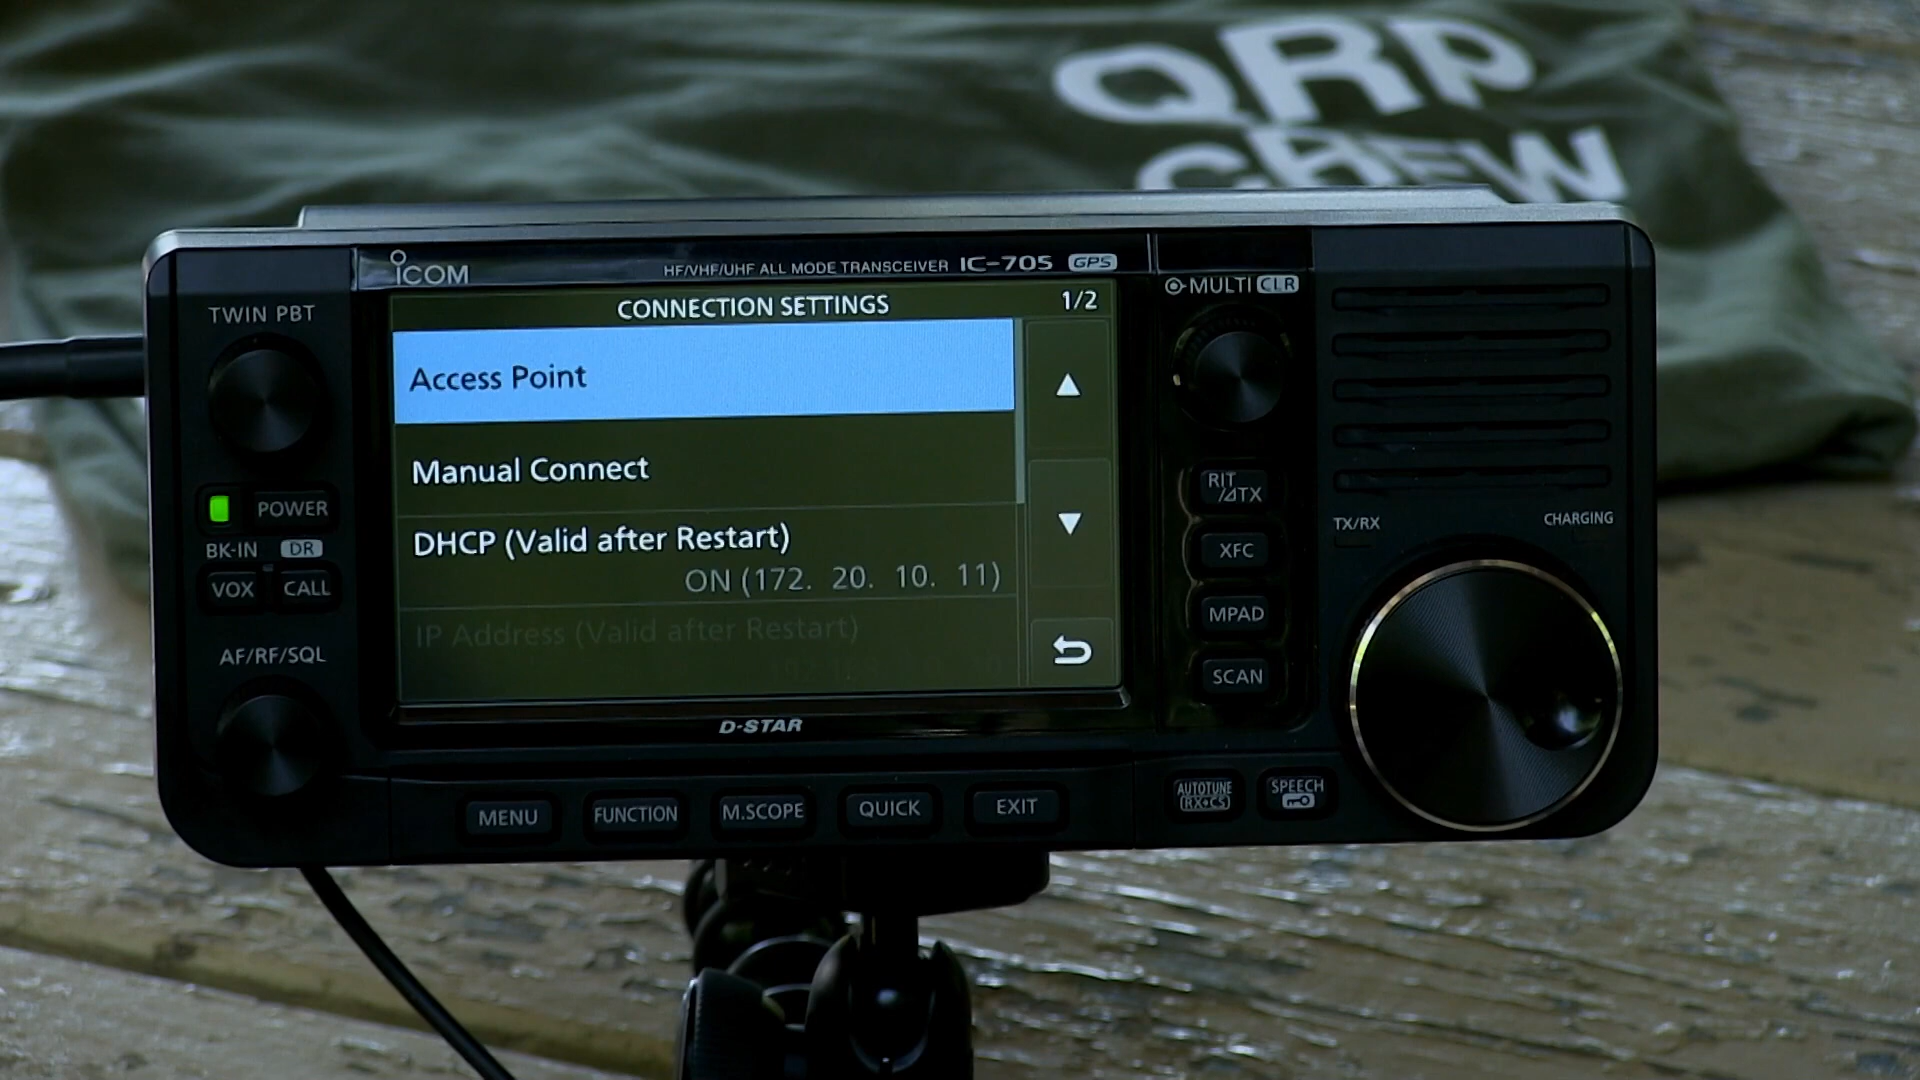 QRP
CREW
ICOM
HF/VHF/UHF ALL MODE TRANSCEIVER IC-705 GPS
MULTI CLR
TWIN PBT
CONNECTION SETTINGS 1/2
Access Point
Manual Connect
DHCP (Valid after Restart)
ON (172. 20. 10. 11)
IP Address (Valid after Restart)
POWER
BK-IN DR
VOX CALL
AF/RF/SQL
RIT
/⊿TX
XFC
MPAD
SCAN
TX/RX
CHARGING
D-STAR
MENU
FUNCTION
M.SCOPE
QUICK
EXIT
AUTOTUNE
RX→CS
SPEECH